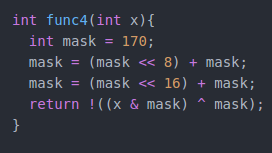 int func4(int x){
  int mask = 170;
  mask = (mask << 8) + mask;
  mask = (mask << 16) + mask;
  return !((x & mask) ^ mask);
}